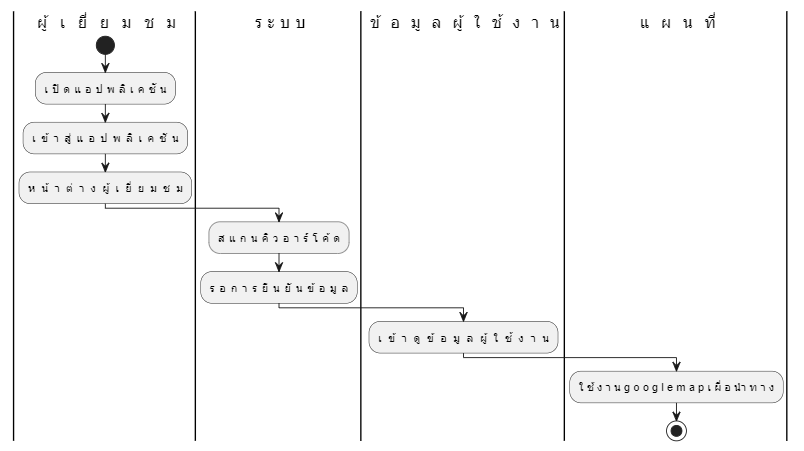 ผู้เยี่ยมชม
ระบบ
ข้อมูลผู้ใช้งาน
แผนที่
เปิดแอปพลิเคชัน
เข้าสู่แอปพลิเคชัน
หน้าต่างผู้เยี่ยมชม
สแกนคิวอาร์โค้ด
รอการยืนยันข้อมูล
เข้าดูข้อมูลผู้ใช้งาน
ใช้งานgooglemapเผื่อนำทาง